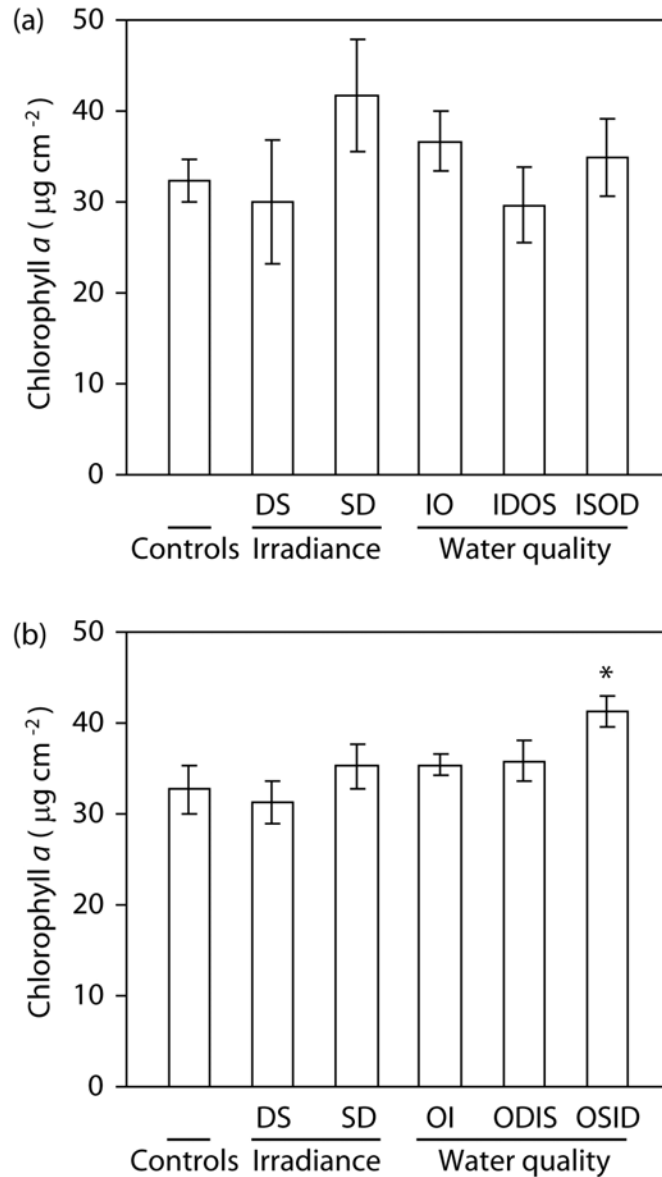 (a)
50
40
30
20
10
0
Chlorophyll a ( µg cm -2)
DS SD IO IDOS ISOD
Controls Irradiance Water quality
(b)
50
40
30
20
10
0
Chlorophyll a ( µg cm -2)
*
DS SD OI ODIS OSID
Controls Irradiance Water quality